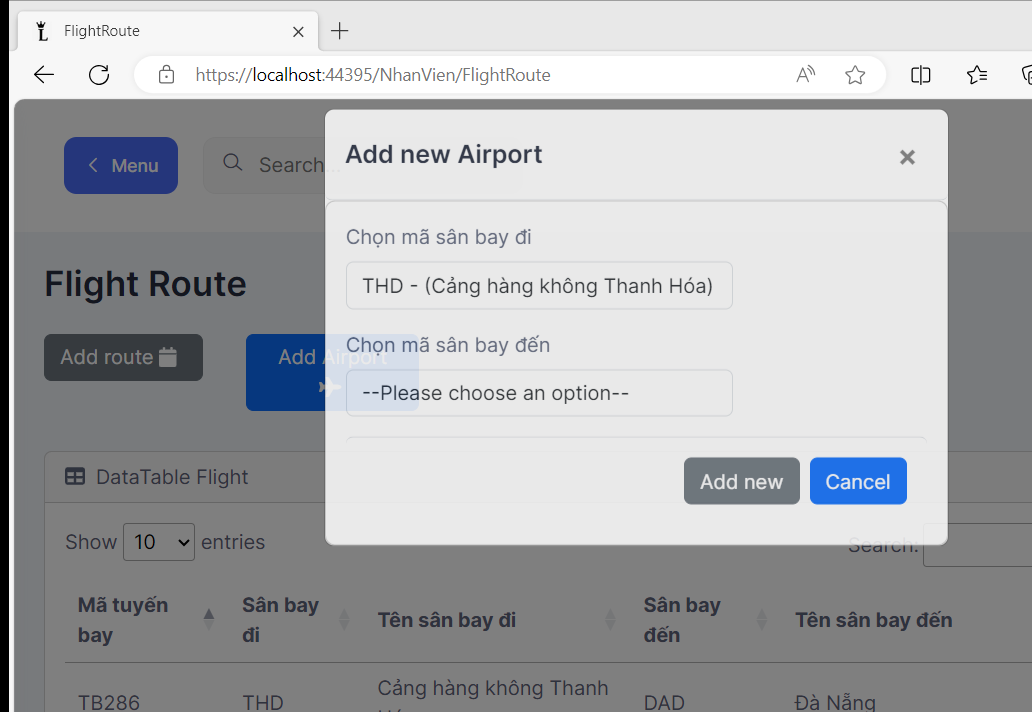 FlightRoute
https://localhost:44395/NhanVien/FlightRoute
Menu
Search...
Add new Airport
×
Chọn mã sân bay đi
THD - (Cảng hàng không Thanh Hóa)
Chọn mã sân bay đến
--Please choose an option--
Add new
Cancel
Flight Route
Add route
Add Airport
DataTable Flight
Show 10 entries
Search:
Mã tuyến bay
Sân bay đi
Tên sân bay đi
Sân bay đến
Tên sân bay đến
TB286
THD
Cảng hàng không Thanh
DAD
Đà Nẵng